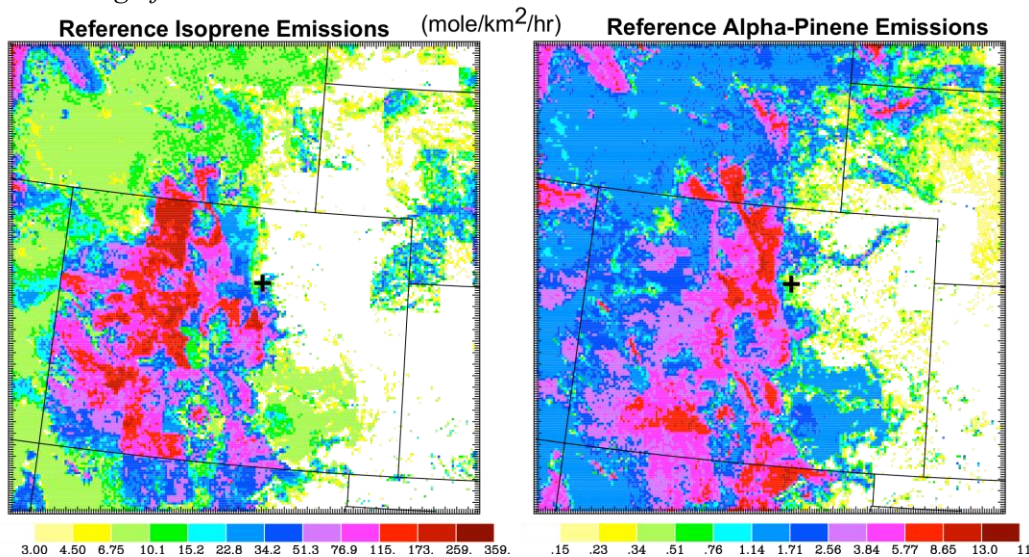 Reference Isoprene Emissions (mole/km2/hr) Reference Alpha-Pinene Emissions
3.00 4.50 6.75 10.1 15.2 22.8 34.2 51.3 76.9 115. 173. 259. 359. .15 .23 .34 .51 .76 1.14 1.71 2.56 3.84 5.77 8.65 13.0